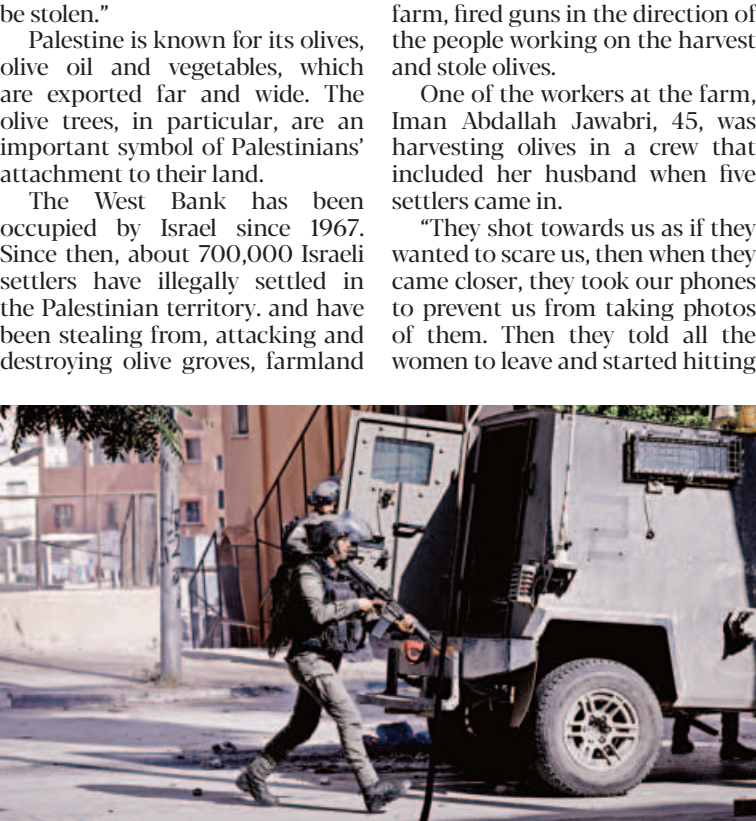 be stolen.”
Palestine is known for its olives,
olive oil and vegetables, which
are exported far and wide. The
olive trees, in particular, are an
important symbol of Palestinians’
attachment to their land.
The West Bank has been
occupied by Israel since 1967.
Since then, about 700,000 Israeli
settlers have illegally settled in
the Palestinian territory. and have
been stealing from, attacking and
destroying olive groves, farmland
farm, fired guns in the direction of
the people working on the harvest
and stole olives.
One of the workers at the farm,
Iman Abdallah Jawabri, 45, was
harvesting olives in a crew that
included her husband when five
settlers came in.
“They shot towards us as if they
wanted to scare us, then when they
came closer, they took our phones
to prevent us from taking photos
of them. Then they told all the
women to leave and started hitting